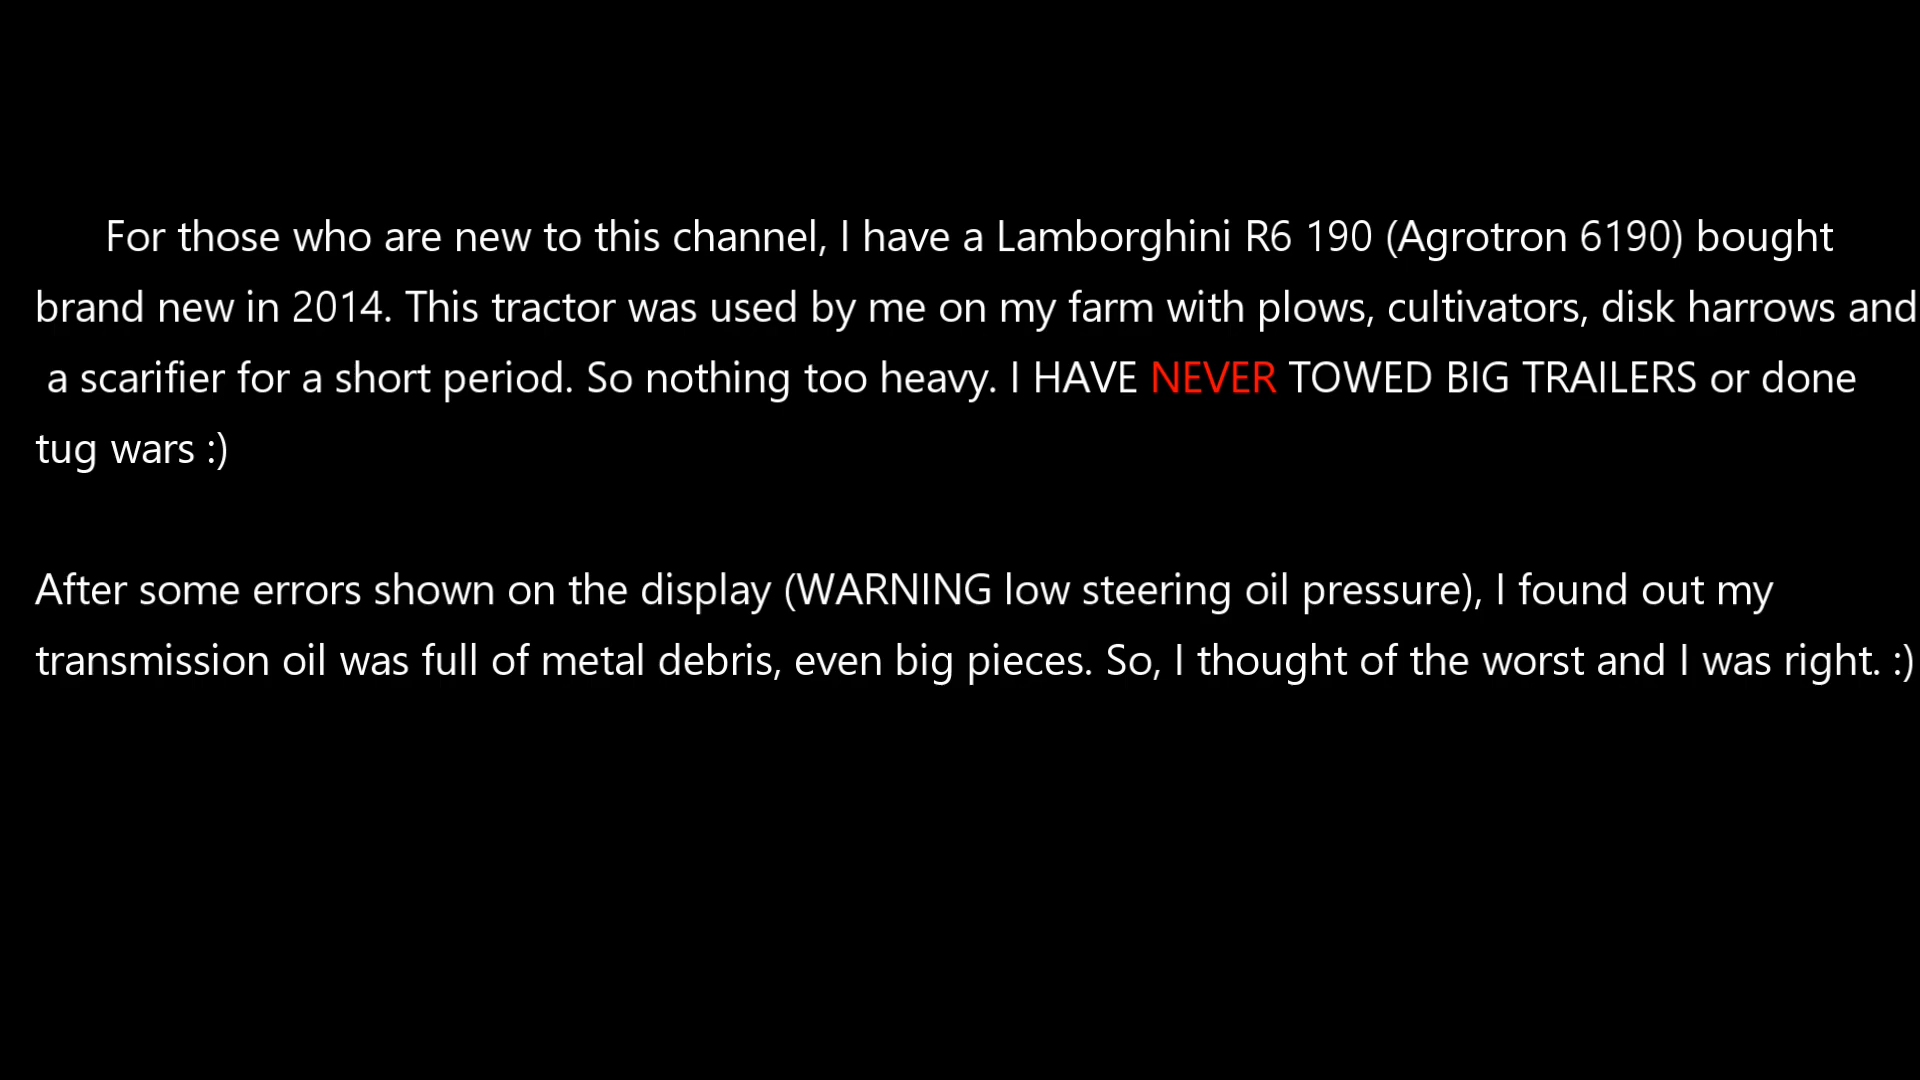 For those who are new to this channel, I have a Lamborghini R6 190 (Agrotron 6190) bought
brand new in 2014. This tractor was used by me on my farm with plows, cultivators, disk harrows and
a scarifier for a short period. So nothing too heavy. I HAVE NEVER TOWED BIG TRAILERS or done
tug wars :)
After some errors shown on the display (WARNING low steering oil pressure), I found out my
transmission oil was full of metal debris, even big pieces. So, I thought of the worst and I was right. :)